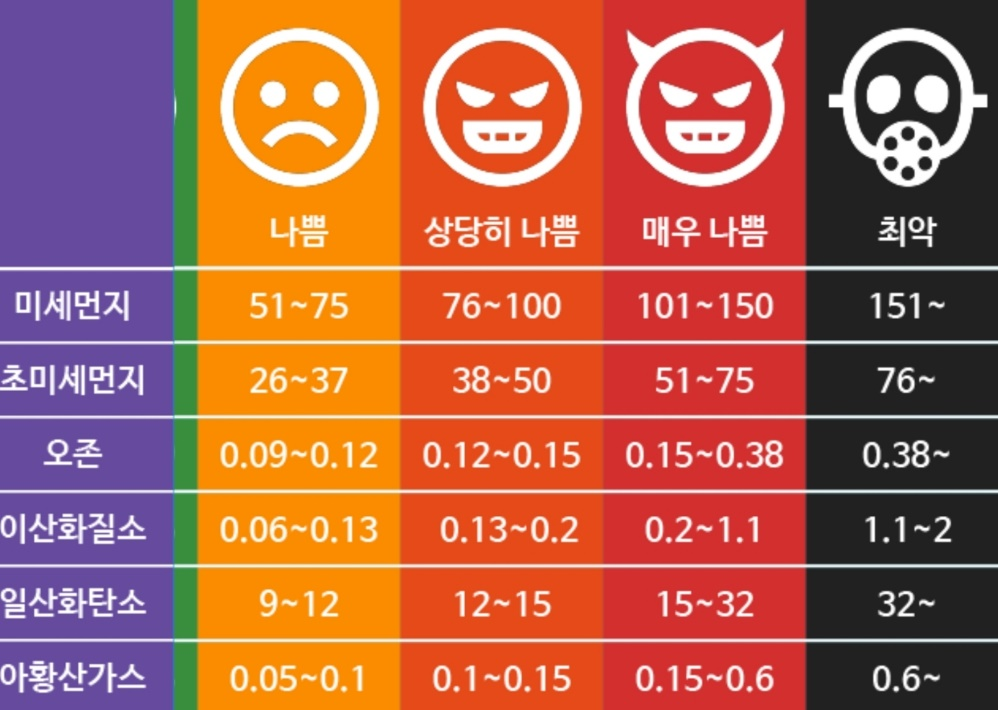 나쁨 상당히 나쁨 매우 나쁨 최악
미세먼지 51~75 76~100 101~150 151~
초미세먼지 26~37 38~50 51~75 76~
오존 0.09~0.12 0.12~0.15 0.15~0.38 0.38~
이산화질소 0.06~0.13 0.13~0.2 0.2~1.1 1.1~2
일산화탄소 9~12 12~15 15~32 32~
아황산가스 0.05~0.1 0.1~0.15 0.15~0.6 0.6~